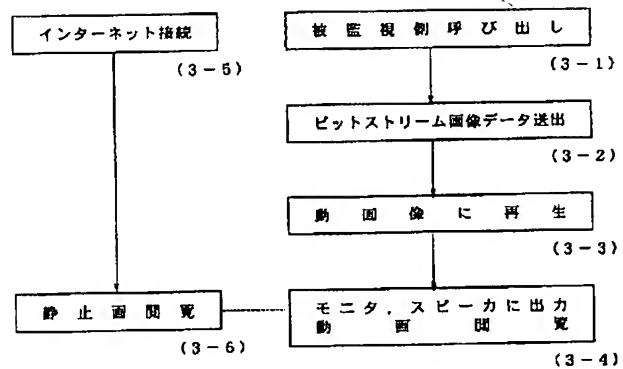 インターネット接続
(3-5)
被監視側呼び出し
(3-1)
ビットストリーム画像データ送出
(3-2)
動画像に再生
(3-3)
静止画閲覧
(3-6)
モニタ，スピーカに出力
動画閲覧
(3-4)